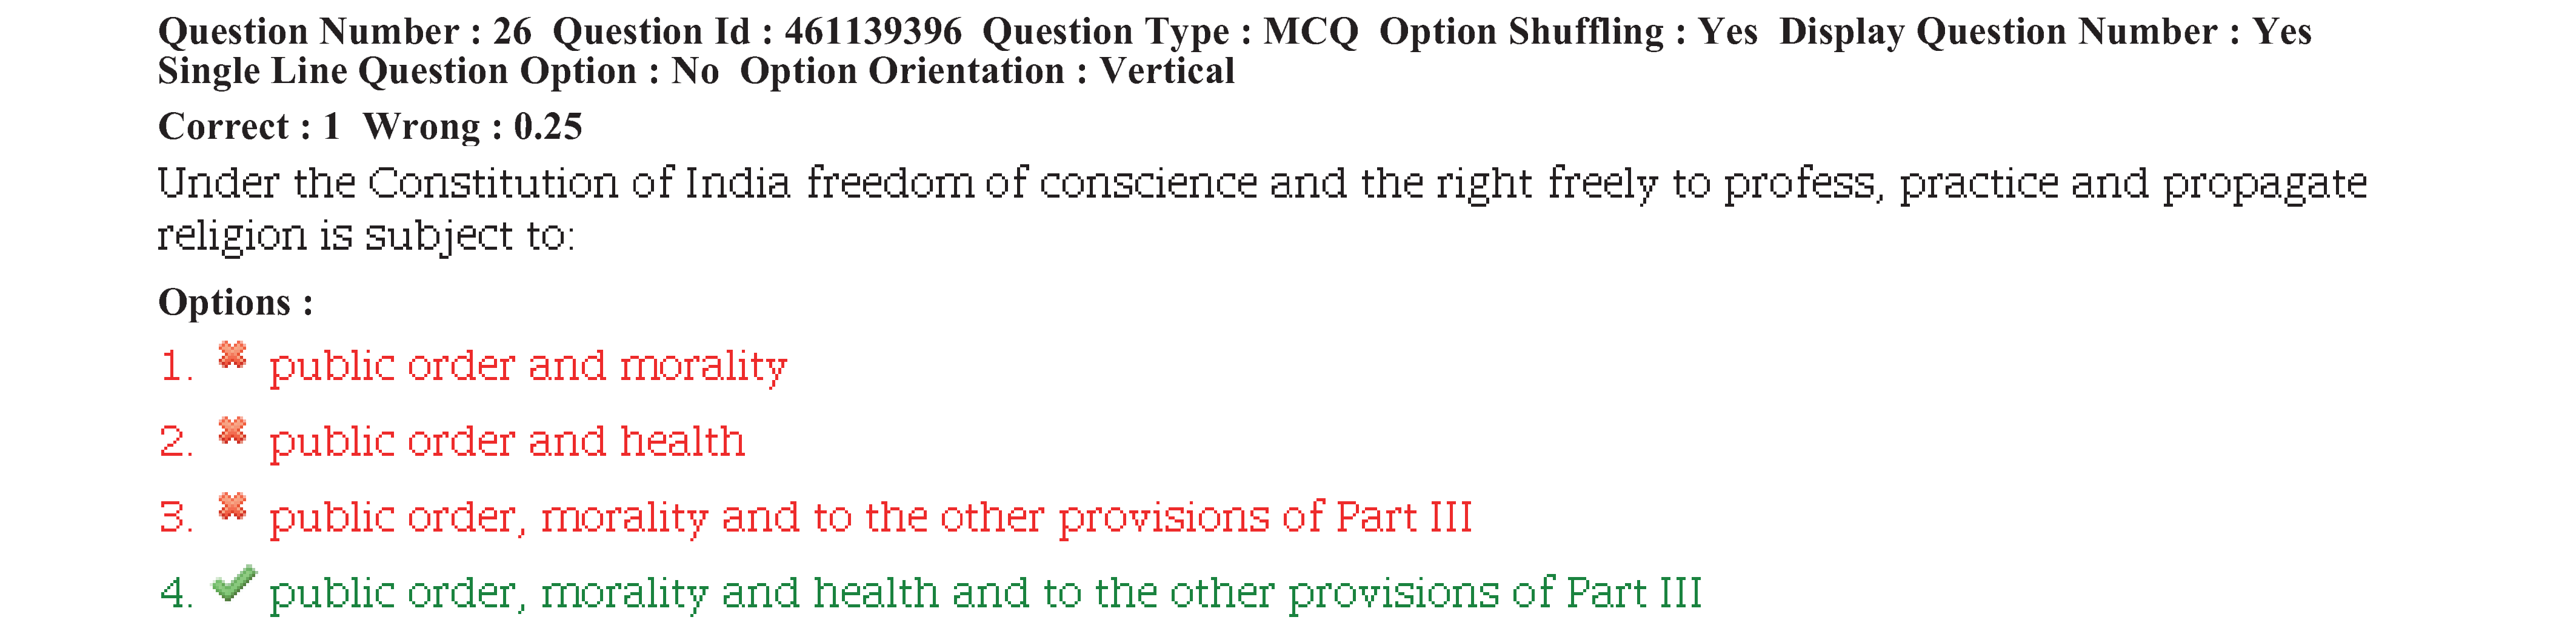 Question Number : 26 Question Id : 461139396 Question Type : MCQ Option Shuffling : Yes Display Question Number : Yes
Single Line Question Option : No Option Orientation : Vertical
Correct : 1 Wrong : 0.25
Under the Constitution of India freedom of conscience and the right freely to profess, practice and propagate
religion is subject to:
Options :
1. public order and morality
2. public order and health
3. public order, morality and to the other provisions of Part III
4. public order, morality and health and to the other provisions of Part III